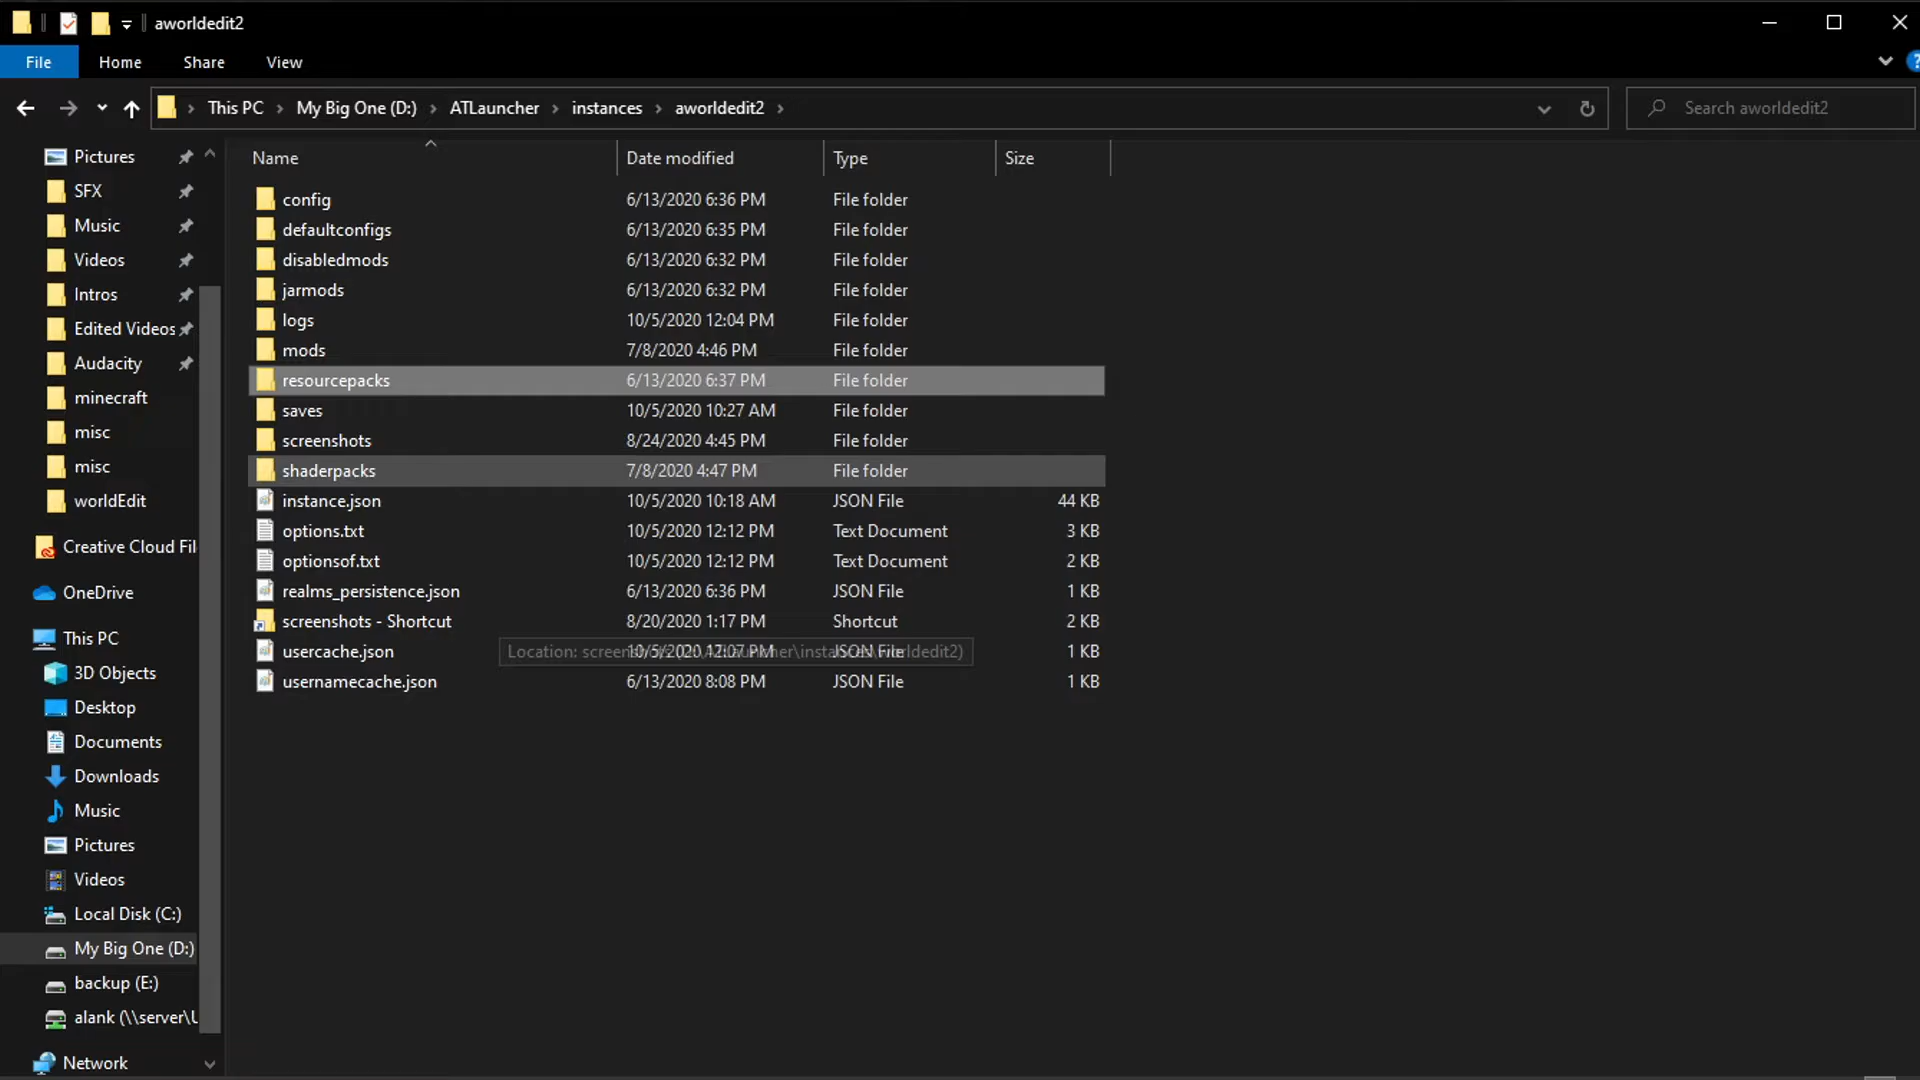 aworldedit2
File Home Share View
This PC My Big One (D:) ATLauncher instances aworldedit2
Search aworldedit2
Name Date modified Type Size
config 6/13/2020 6:36 PM File folder
defaultconfigs 6/13/2020 6:35 PM File folder
disabledmods 6/13/2020 6:32 PM File folder
jarmods 6/13/2020 6:32 PM File folder
logs 10/5/2020 12:04 PM File folder
mods 7/8/2020 4:46 PM File folder
resourcepacks 6/13/2020 6:37 PM File folder
saves 10/5/2020 10:27 AM File folder
screenshots 8/24/2020 4:45 PM File folder
shaderpacks 7/8/2020 4:47 PM File folder
instance.json 10/5/2020 10:18 AM JSON File 44 KB
options.txt 10/5/2020 12:12 PM Text Document 3 KB
optionsof.txt 10/5/2020 12:12 PM Text Document 2 KB
realms_persistence.json 6/13/2020 6:36 PM JSON File 1 KB
screenshots - Shortcut 8/20/2020 1:17 PM Shortcut 2 KB
usercache.json 10/5/2020 12:07 PM JSON File 1 KB
Location:
usernamecache.json 6/13/2020 8:08 PM JSON File 1 KB
Pictures
SFX
Music
Videos
Intros
Edited Videos
Audacity
minecraft
misc
misc
worldEdit
Creative Cloud Fil
OneDrive
This PC
3D Objects
Desktop
Documents
Downloads
Music
Pictures
Videos
Local Disk (C:)
My Big One (D:)
backup (E:)
alank (\\server\U
Network